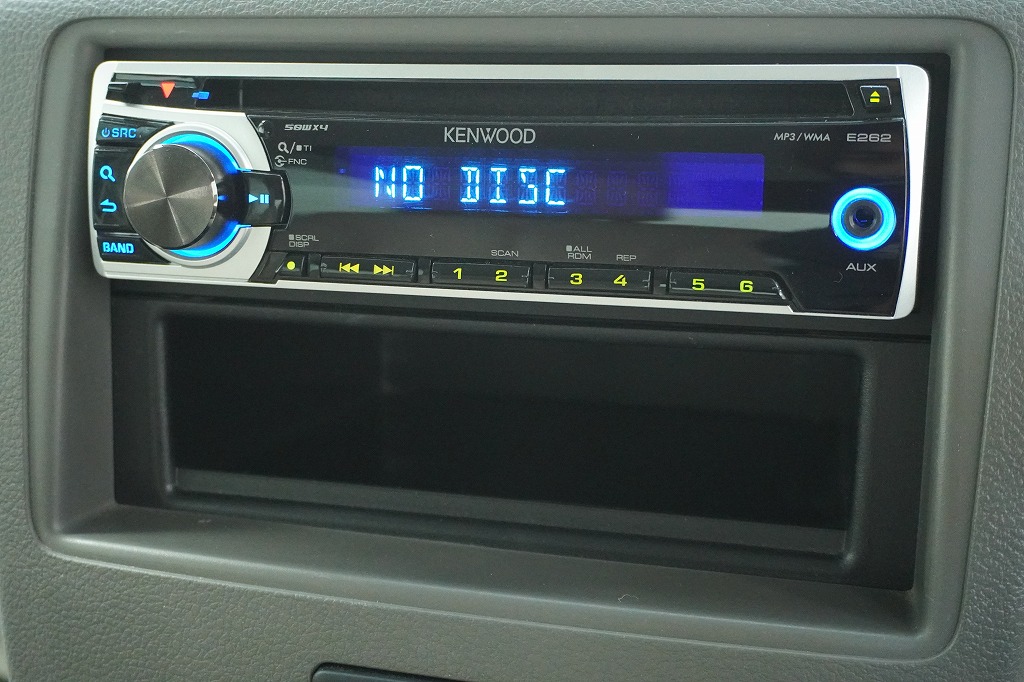 50WX4
KENWOOD
MP3/WMA E262
SRC
TI
FNC
NO DISC
BAND
SCRL
DISP
SCAN
ALL
RDM
REP
AUX
1 2 3 4 5 6